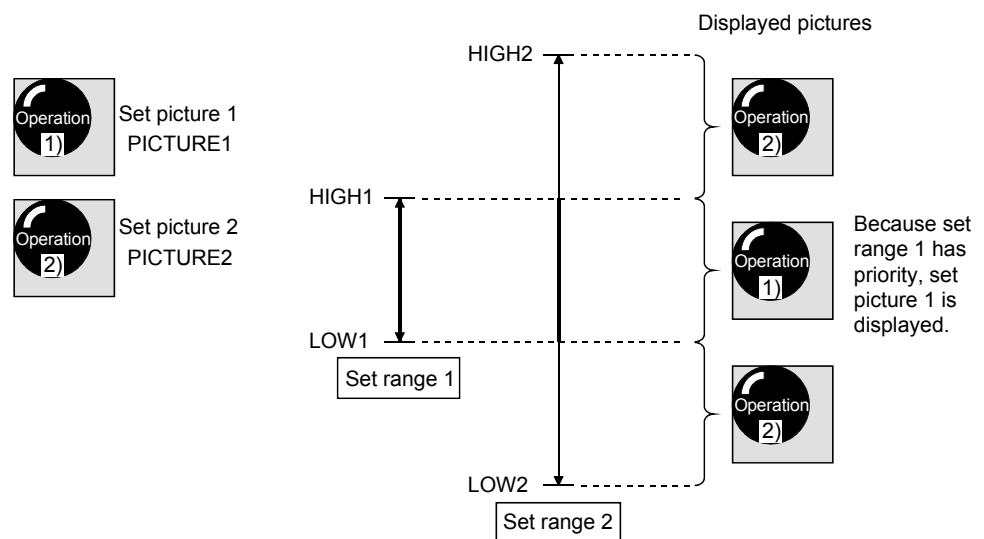 Displayed pictures
HIGH2
Operation
1)
Set picture 1
PICTURE1
Operation
2)
Set picture 2
PICTURE2
HIGH1
LOW1
Set range 1
LOW2
Set range 2
Operation
2)
Operation
1)
Because set
range 1 has
priority, set
picture 1 is
displayed.
Operation
2)